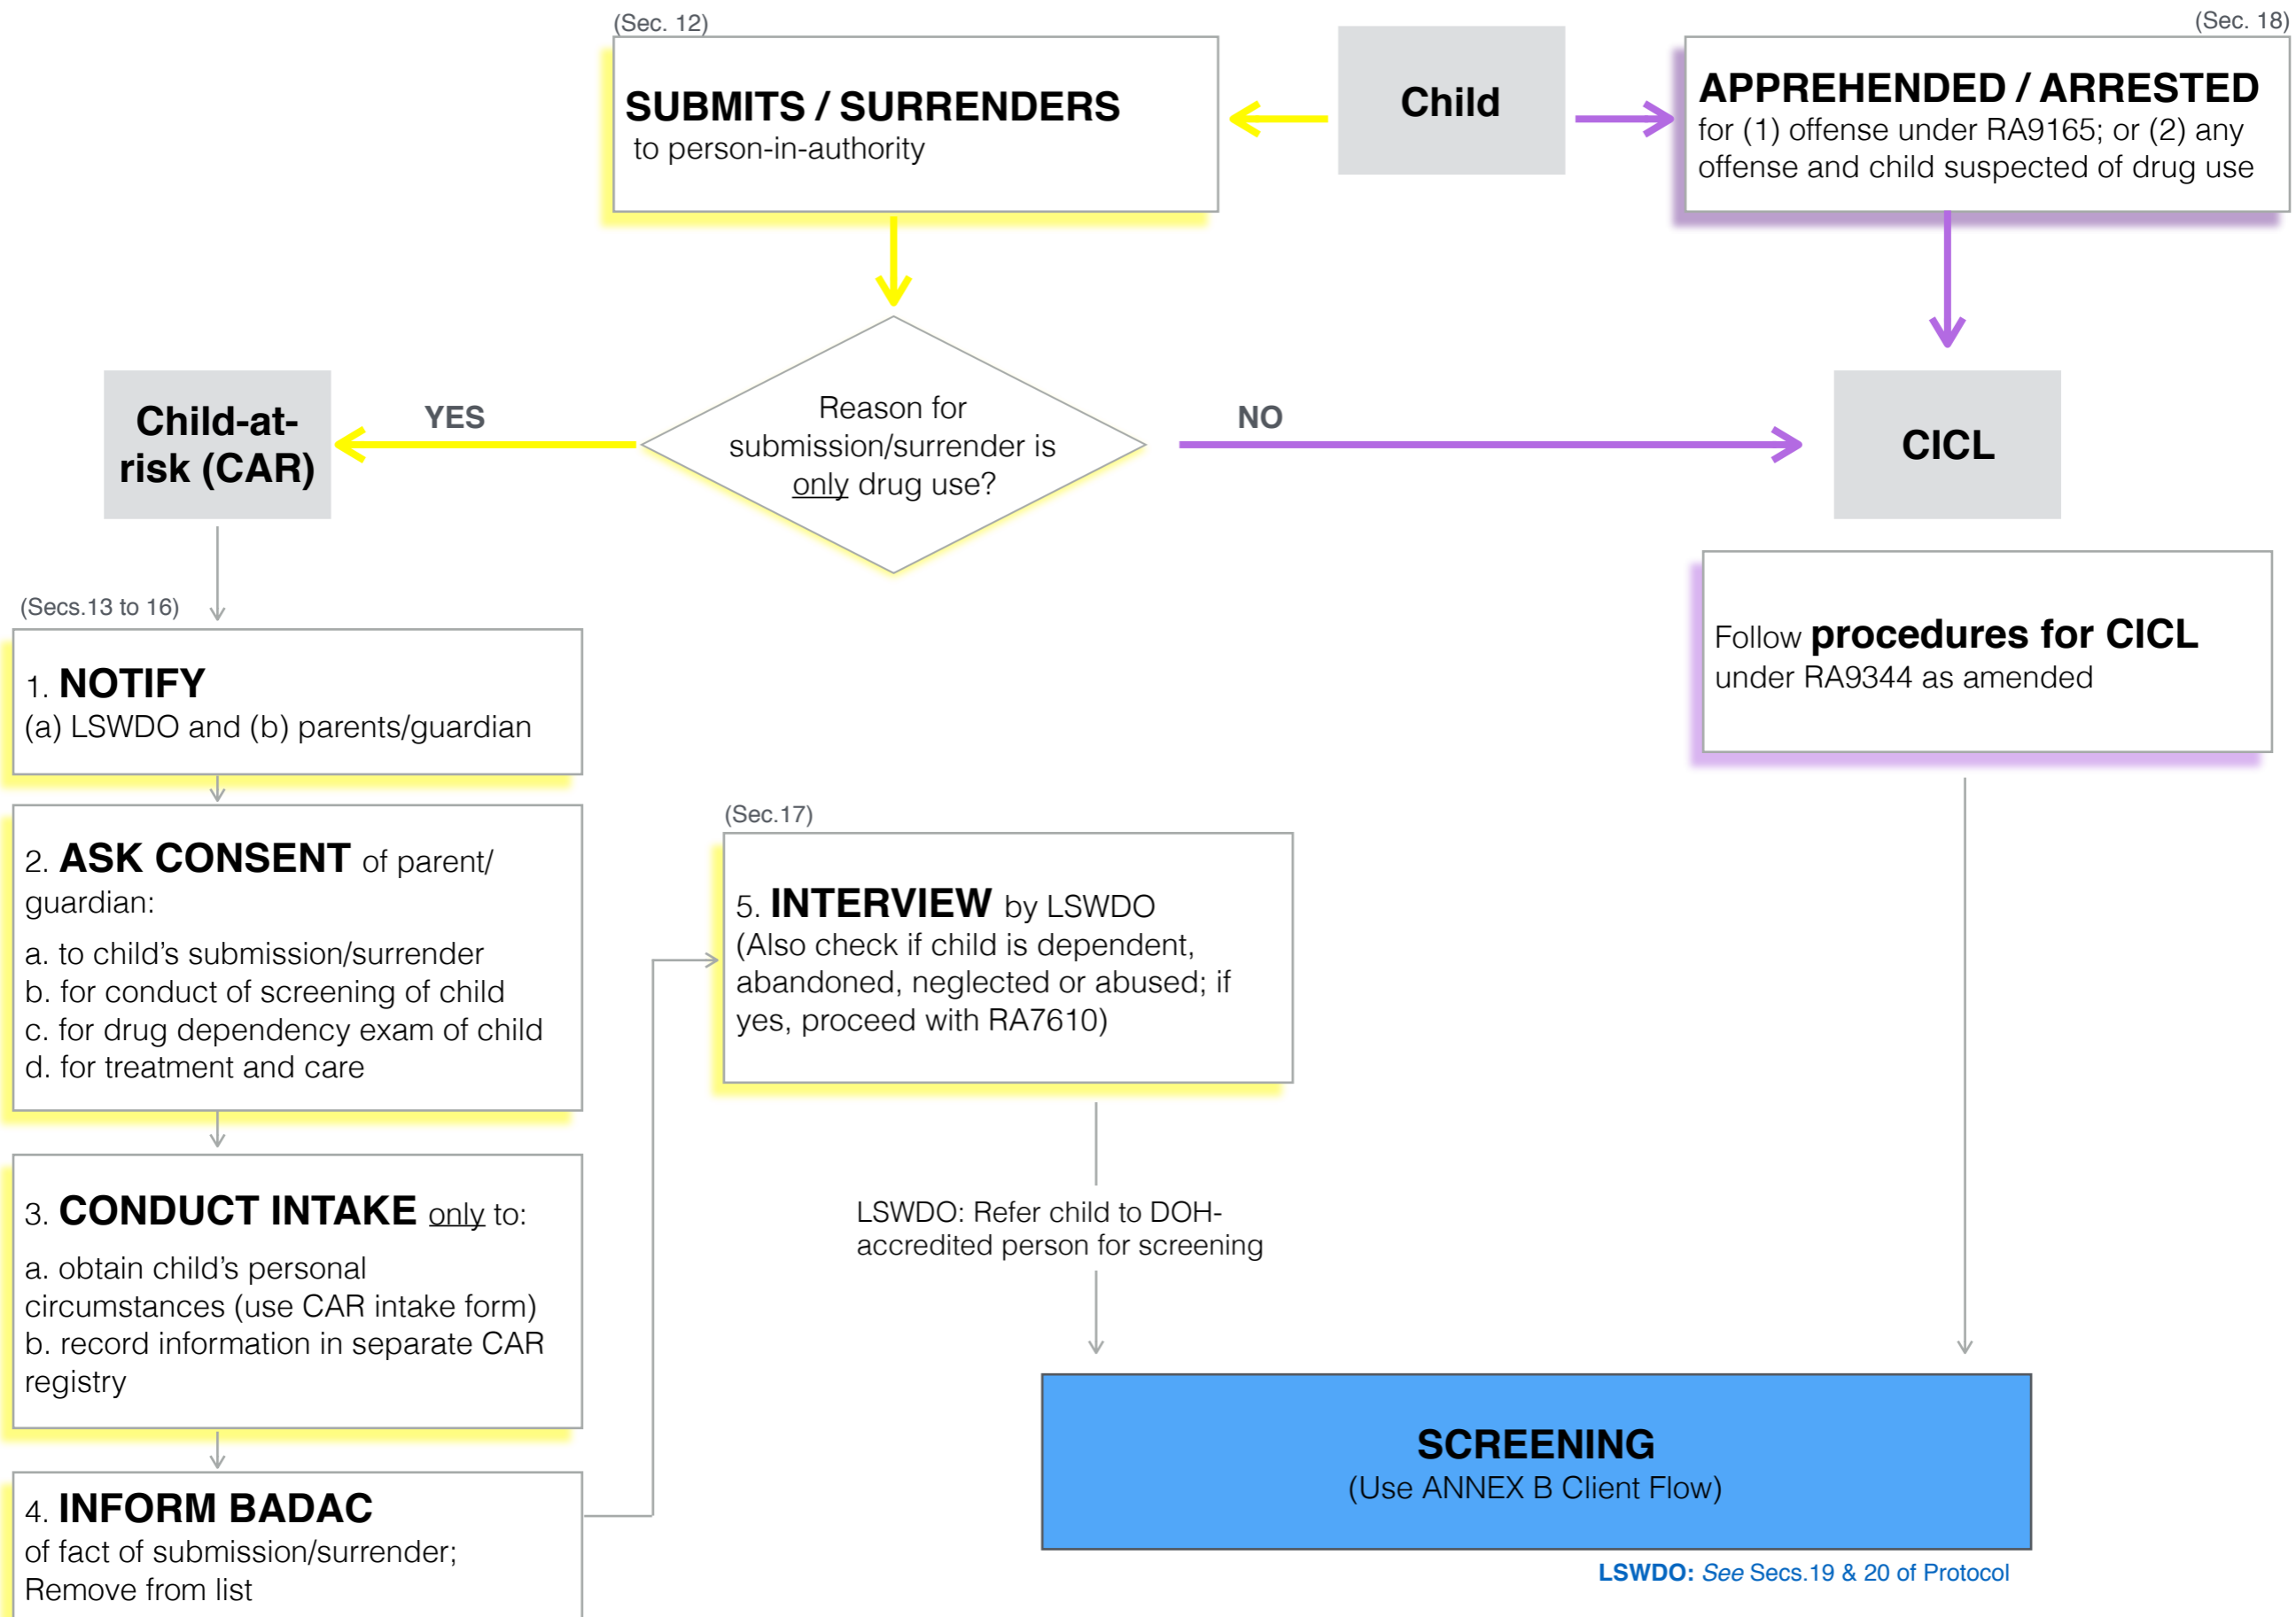 (Sec. 12)
SUBMITS / SURRENDERS
to person-in-authority
Child
(Sec. 18)
APPREHENDED / ARRESTED
for (1) offense under RA9165; or (2) any
offense and child suspected of drug use
Child-at-
risk (CAR)
YES
Reason for
submission/surrender is
only drug use?
NO
CICL
Follow procedures for CICL
under RA9344 as amended
(Secs.13 to 16)
1. NOTIFY
(a) LSWDO and (b) parents/guardian
2. ASK CONSENT of parent/
guardian:
a. to child's submission/surrender
b. for conduct of screening of child
c. for drug dependency exam of child
d. for treatment and care
3. CONDUCT INTAKE only to:
a. obtain child's personal
circumstances (use CAR intake form)
b. record information in separate CAR
registry
4. INFORM BADAC
of fact of submission/surrender;
Remove from list
(Sec.17)
5. INTERVIEW by LSWDO
(Also check if child is dependent,
abandoned, neglected or abused; if
yes, proceed with RA7610)
LSWDO: Refer child to DOH-
accredited person for screening
SCREENING
(Use ANNEX B Client Flow)
LSWDO: See Secs.19 & 20 of Protocol